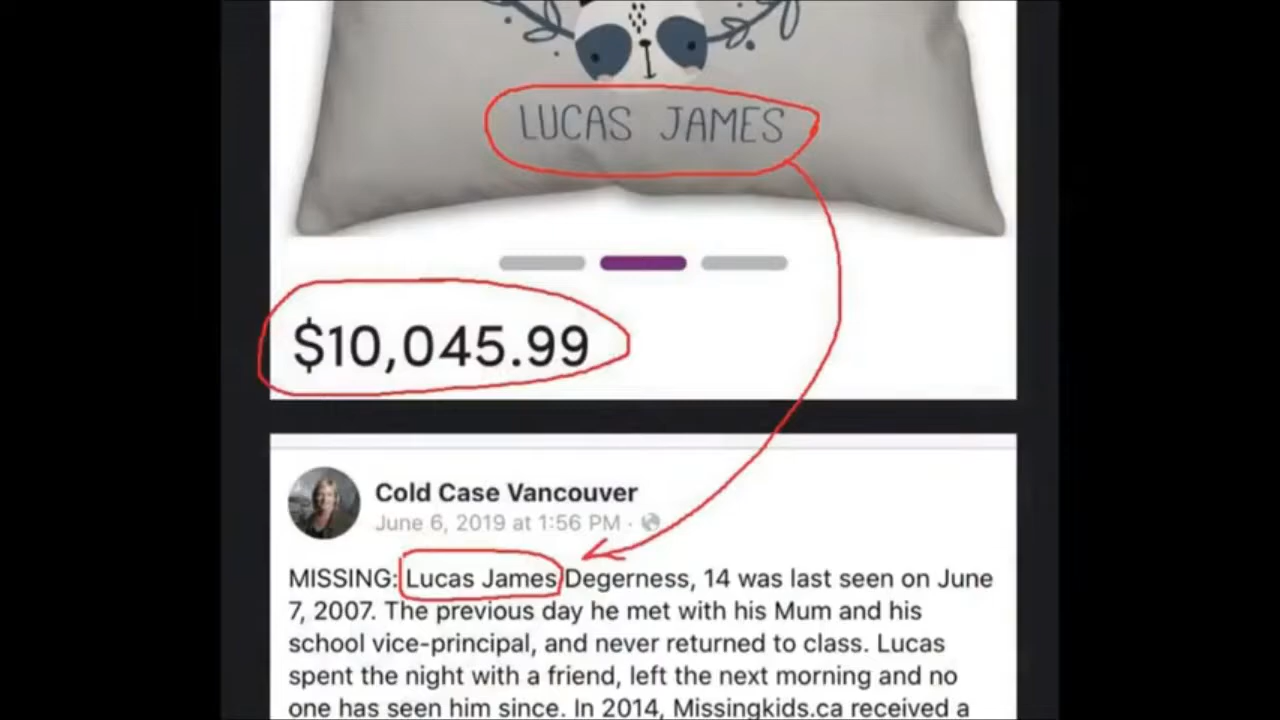 LUCAS JAMES
$10,045.99
Cold Case Vancouver
June 6, 2019 at 1:56 PM ·
MISSING: Lucas James Degerness, 14 was last seen on June
7, 2007. The previous day he met with his Mum and his
school vice-principal, and never returned to class. Lucas
spent the night with a friend, left the next morning and no
one has seen him since. In 2014, Missingkids.ca received a